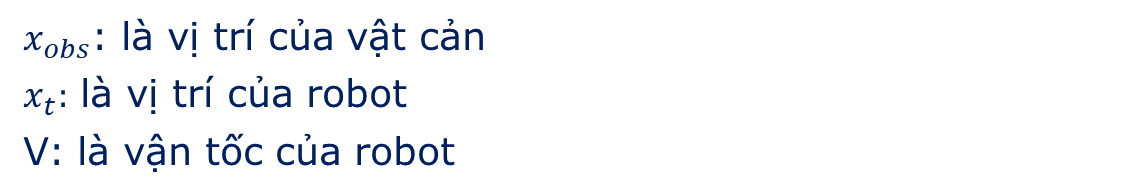 x_obs: là vị trí của vật cản
x_t: là vị trí của robot
V: là vận tốc của robot